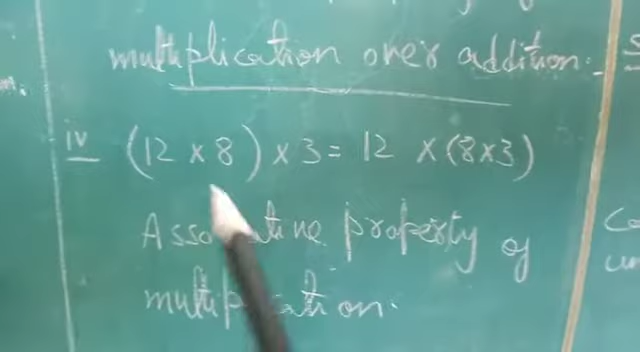 multiplication over addition.
iv (12 × 8) × 3 = 12 × (8×3)
Associative property of
multiplication.